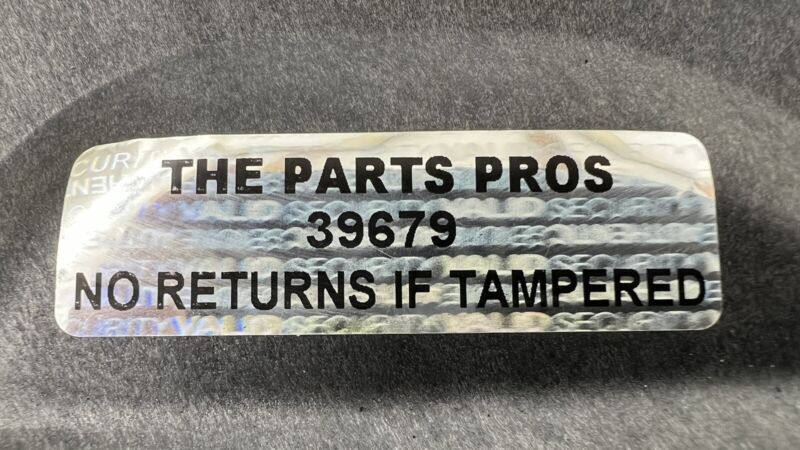 THE PARTS PROS
39679
NO RETURNS IF TAMPERED